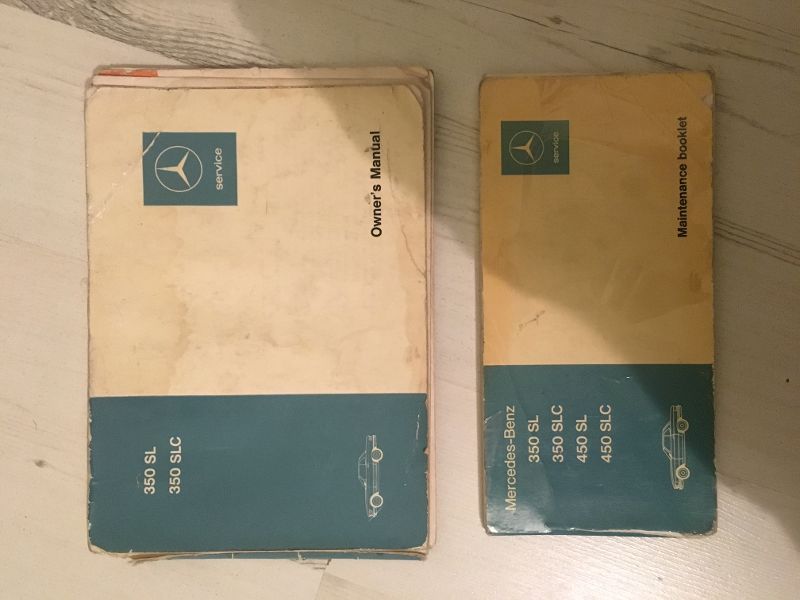 service
Owner's Manual
350 SL
350 SLC
service
Maintenance booklet
Mercedes-Benz
350 SL
350 SLC
450 SL
450 SLC